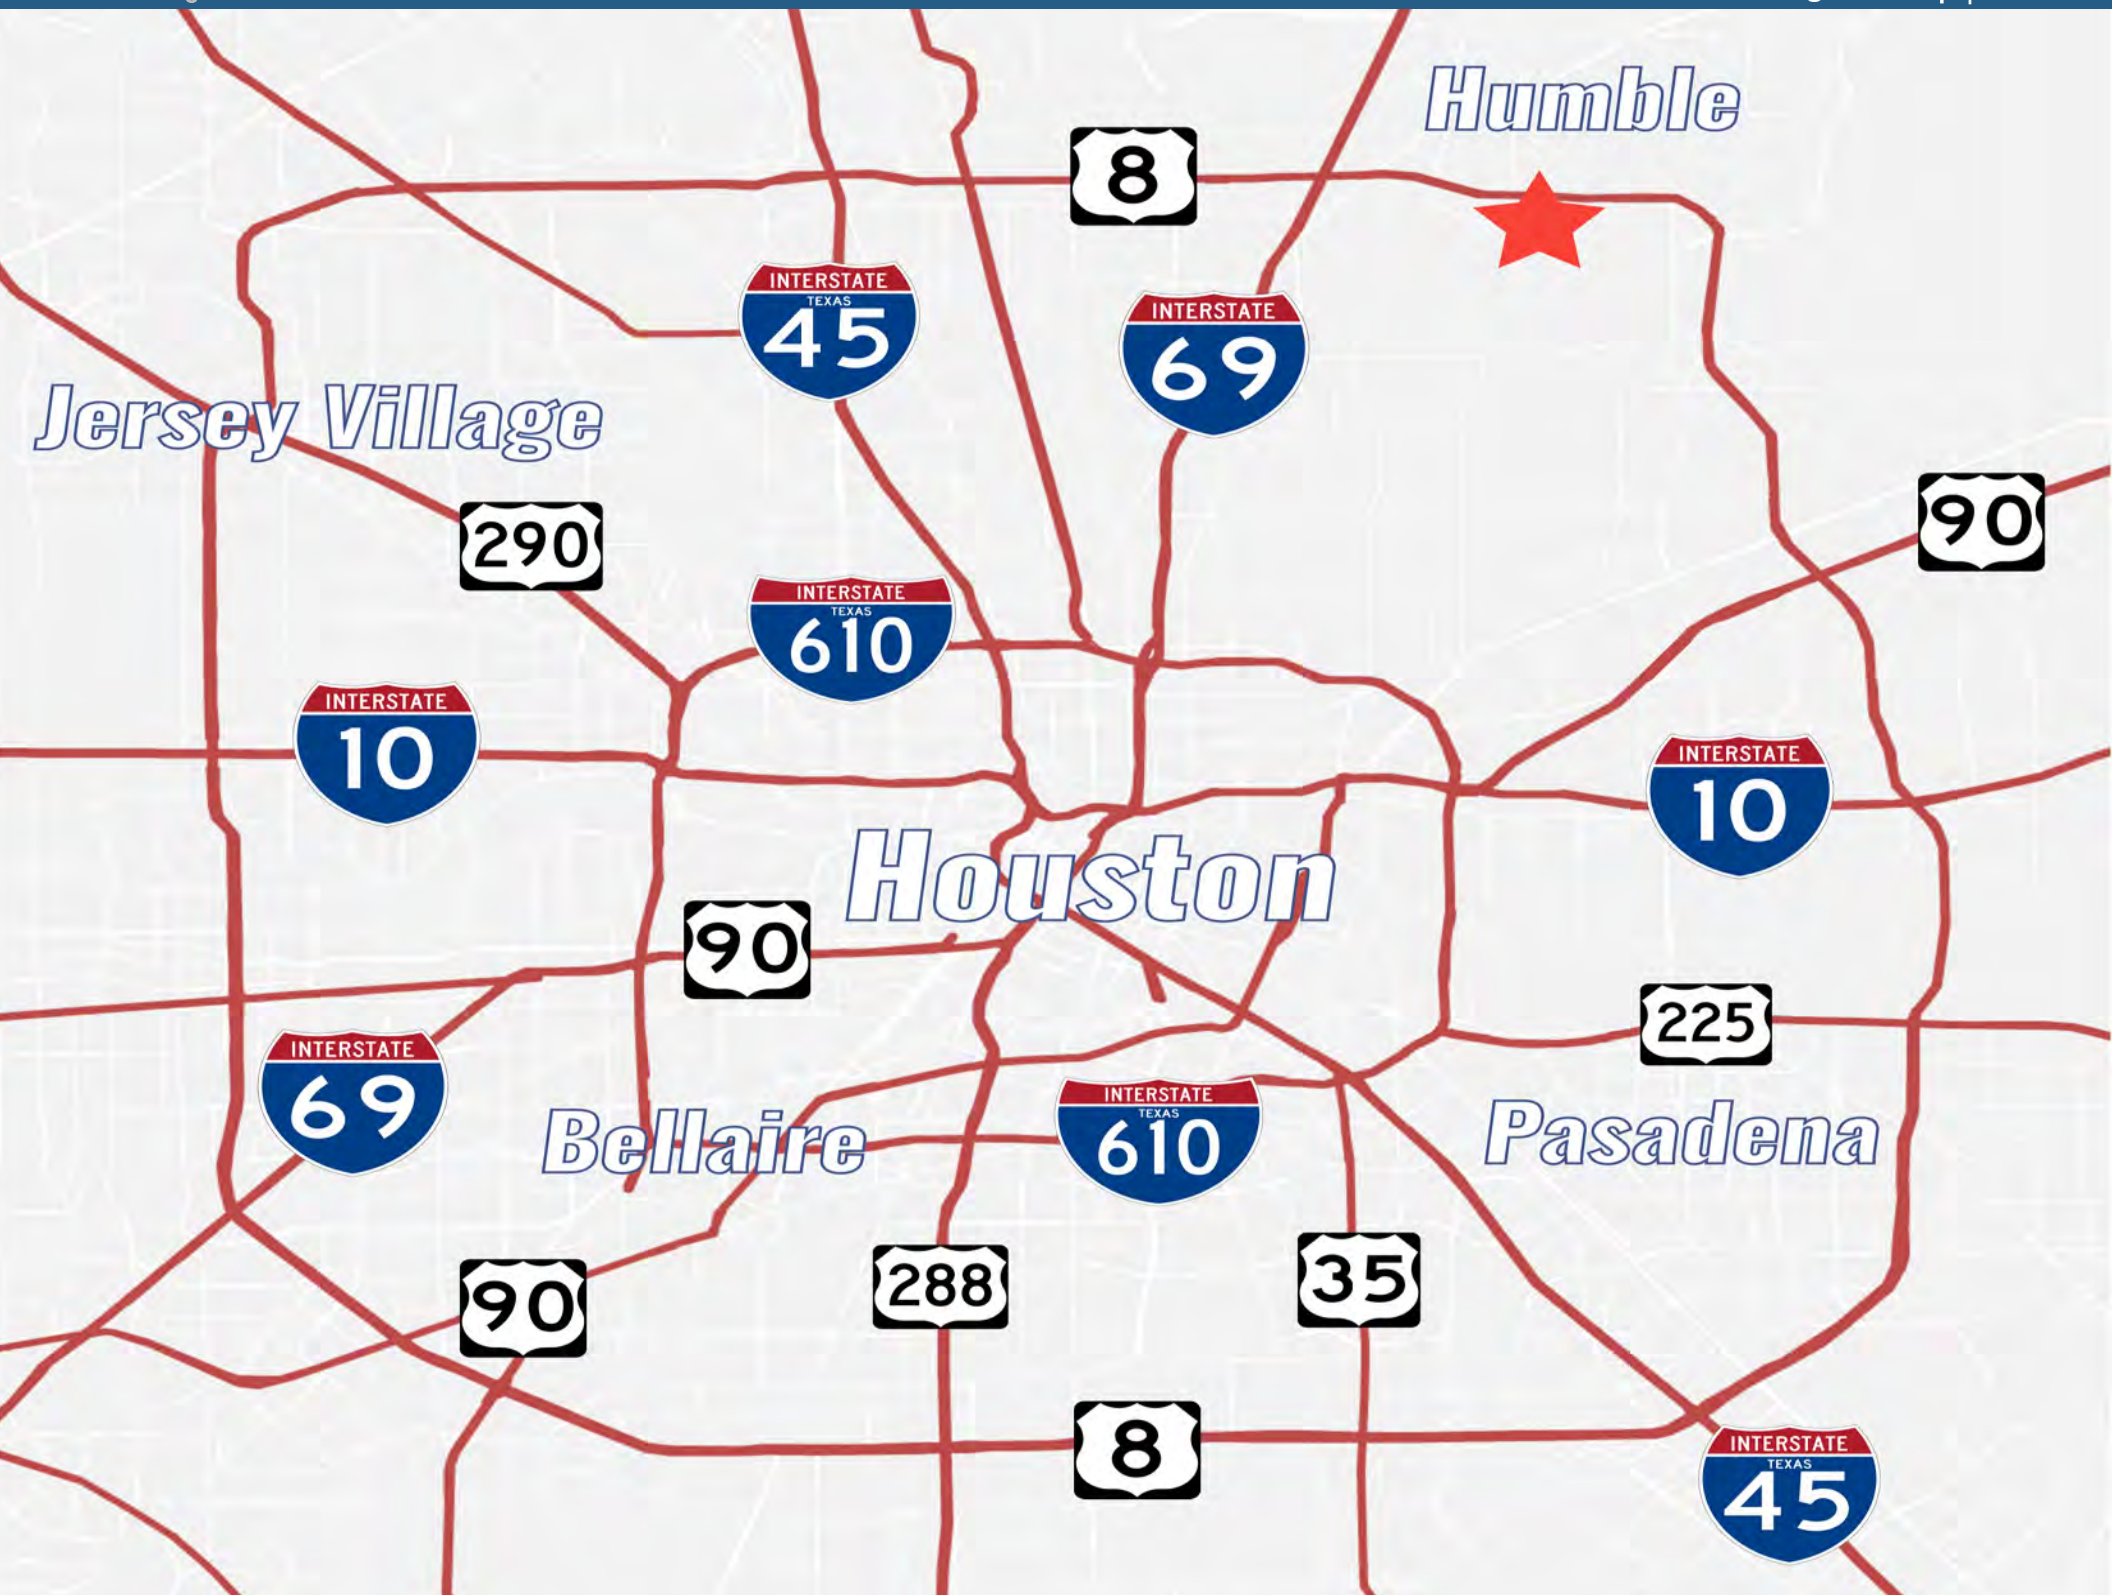 Humble
8
INTERSTATE
TEXAS
45
INTERSTATE
69
Jersey Village
290
90
INTERSTATE
TEXAS
610
INTERSTATE
10
INTERSTATE
10
Houston
90
225
INTERSTATE
69
Bellaire
INTERSTATE
TEXAS
610
Pasadena
90
288
35
8
INTERSTATE
TEXAS
45